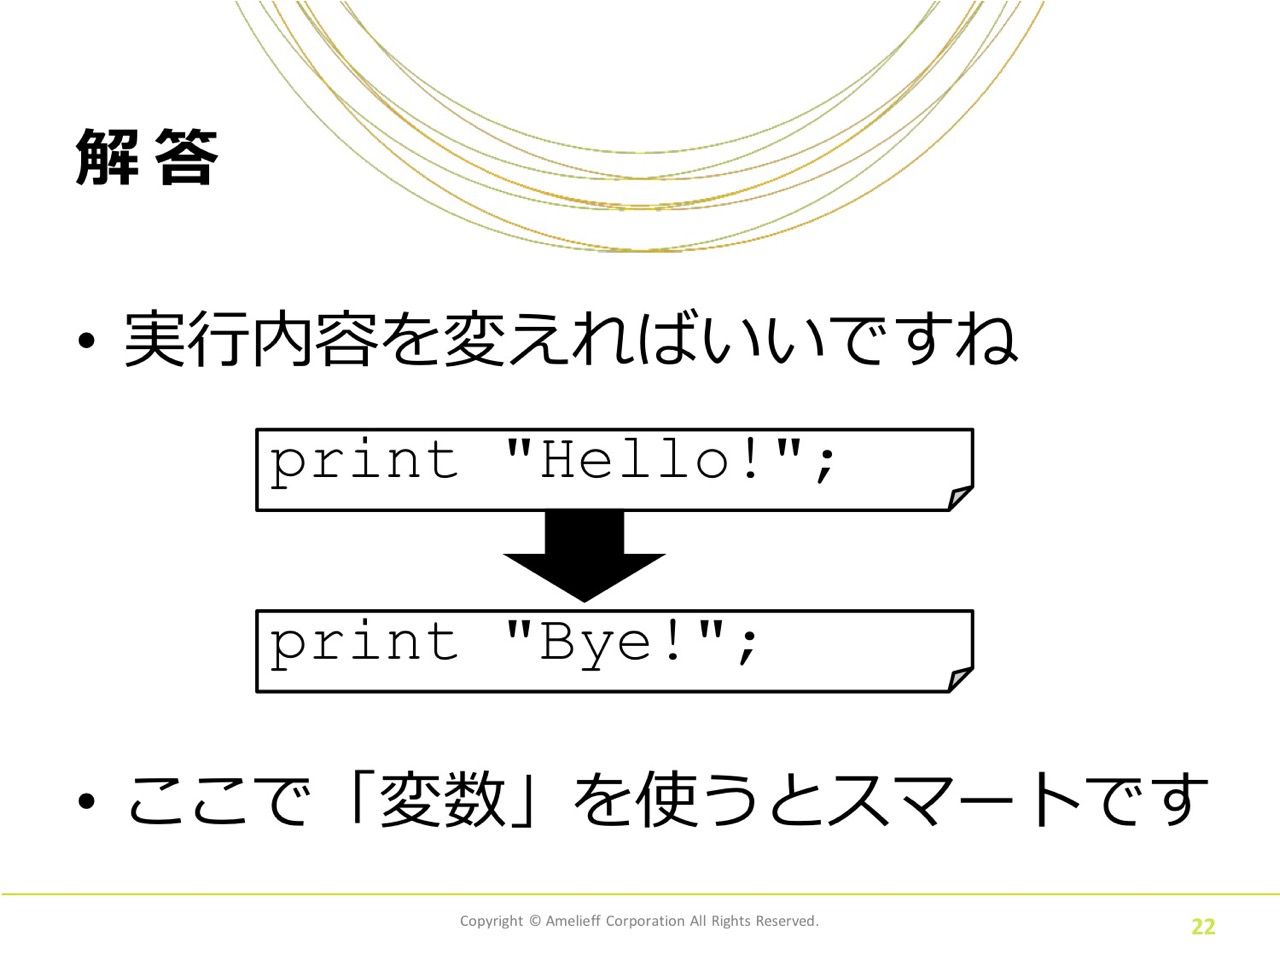 解答
• 実行内容を変えればいいですね
print "Hello!";
print "Bye!";
• ここで「変数」を使うとスマートです
Copyright © Amelieff Corporation All Rights Reserved.
22